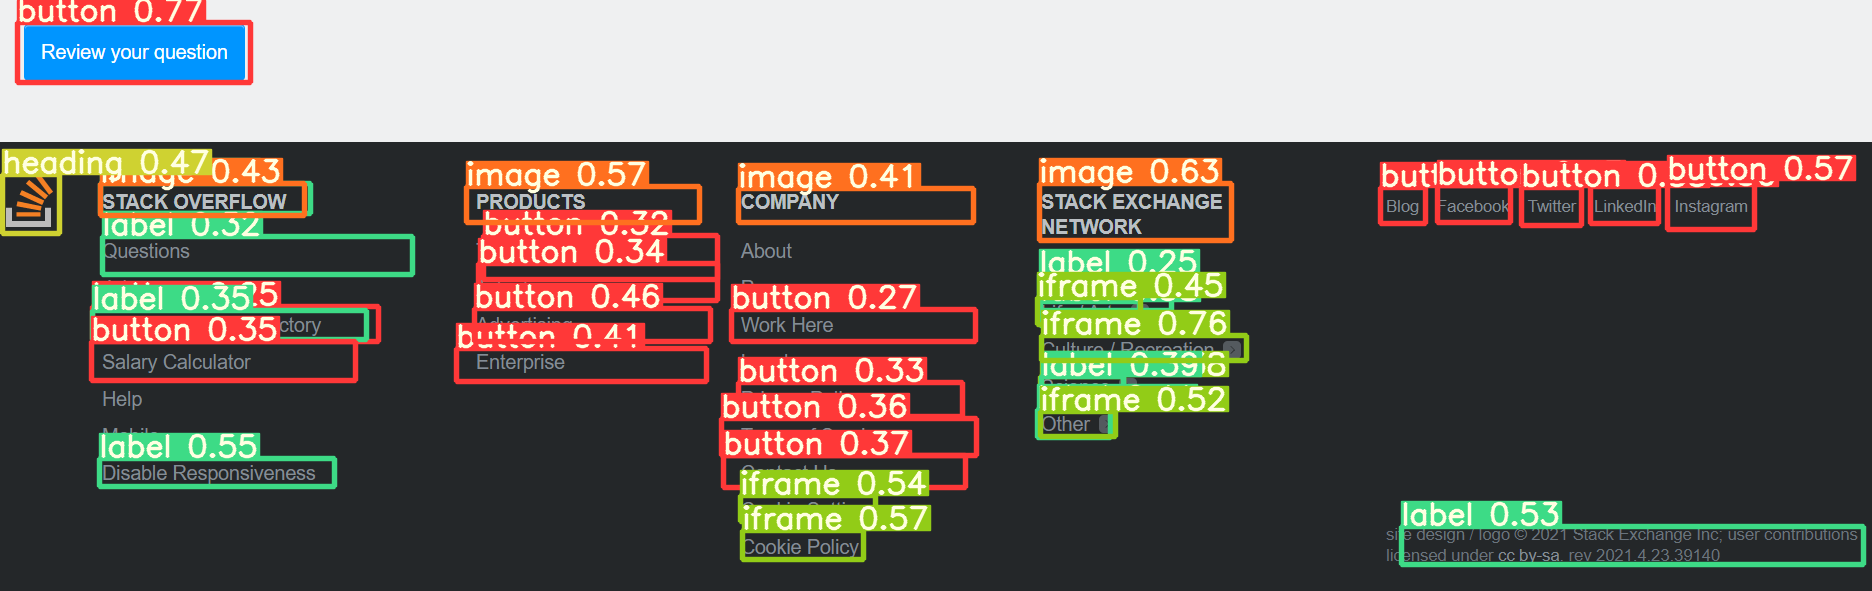 button 0.77
Review your question
heading 0.47
0.43
STACK OVERFLOW
label 0.32
Questions
label 0.35
button 0.35
Salary Calculator
Help
label 0.55
Disable Responsiveness
image 0.57
PRODUCTS
button 0.32
button 0.34
button 0.46
Advertising
button 0.41
Enterprise
image 0.41
COMPANY
About
button 0.27
Work Here
button 0.33
button 0.36
button 0.37
Contact Us
iframe 0.54
iframe 0.57
Cookie Policy
image 0.63
STACK EXCHANGE
NETWORK
label 0.25
iframe 0.45
iframe 0.76
Culture / Recreation
label 0.39
iframe 0.52
Other
button
button
button 0.57
Blog
Facebook
Twitter
LinkedIn
Instagram
label 0.53
site design / logo © 2021 Stack Exchange Inc; user contributions
licensed under cc by-sa. rev 2021.4.23.39140